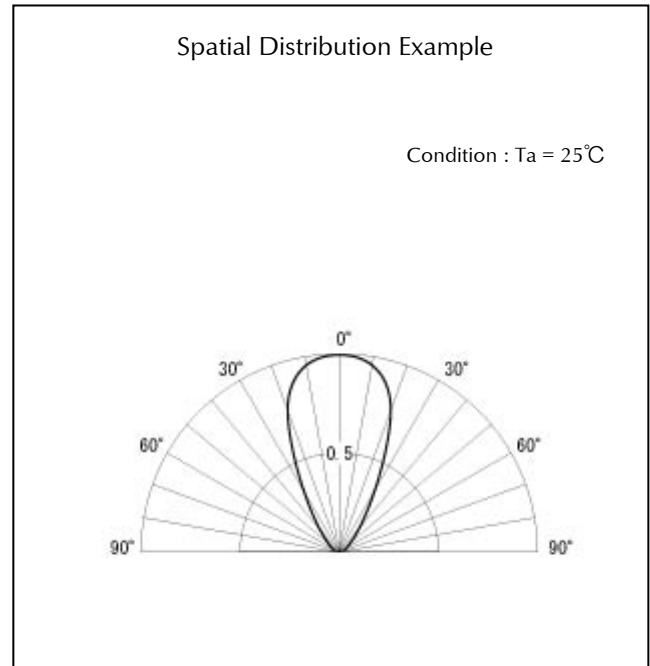 Spatial Distribution Example
Condition : Ta = 25℃
0°
30° 30°
60° 60°
0. 5
90° 90°